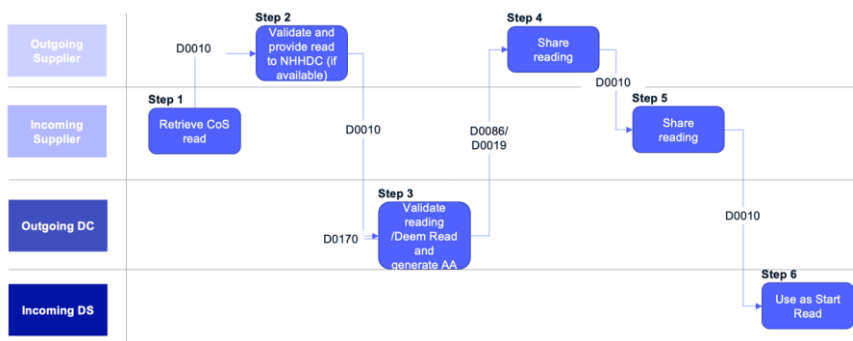 Outgoing
Supplier
Incoming
Supplier
Outgoing DC
Incoming DS
Step 1
Retrieve CoS
read
D0010
Step 2
Validate and
provide read
to NHHDC (if
available)
D0010
D0170
Step 3
Validate
reading
/Deem Read
and
generate AA
D0086/
D0019
Step 4
Share
reading
D0010
Step 5
Share
reading
D0010
Step 6
Use as Start
Read